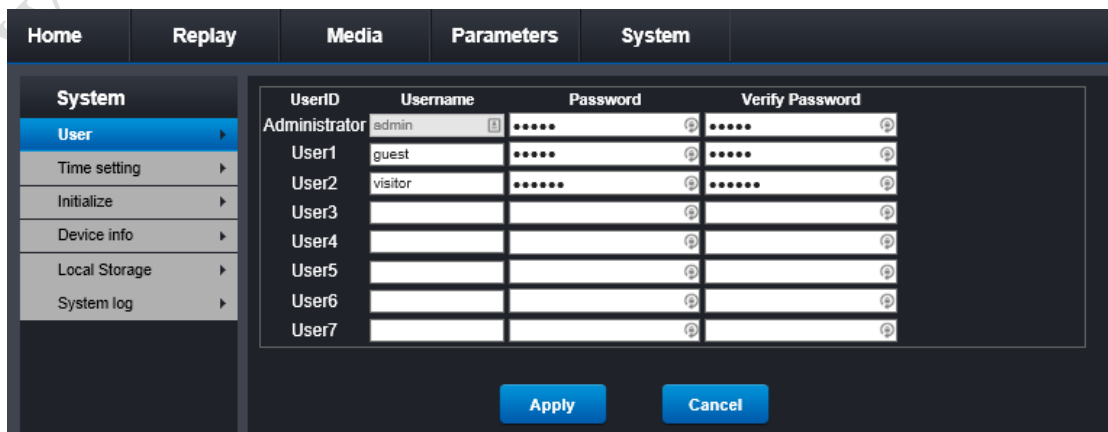 Home Replay Media Parameters System
System
User
Time setting
Initialize
Device info
Local Storage
System log
UserID Username Password Verify Password
Administrator admin ••••• •••••
User1 guest ••••• •••••
User2 visitor •••••• ••••••
User3
User4
User5
User6
User7
Apply Cancel